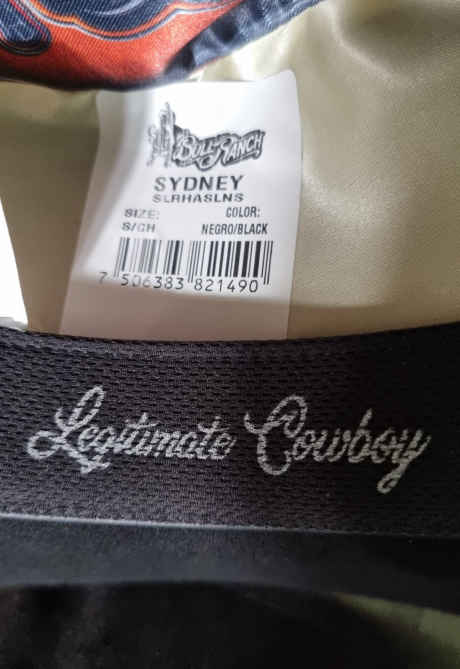 Bull Ranch
SYDNEY
SLRHASLNS
SIZE: COLOR:
S/CH NEGRO/BLACK
7 506383 821490
Legitimate Cowboy